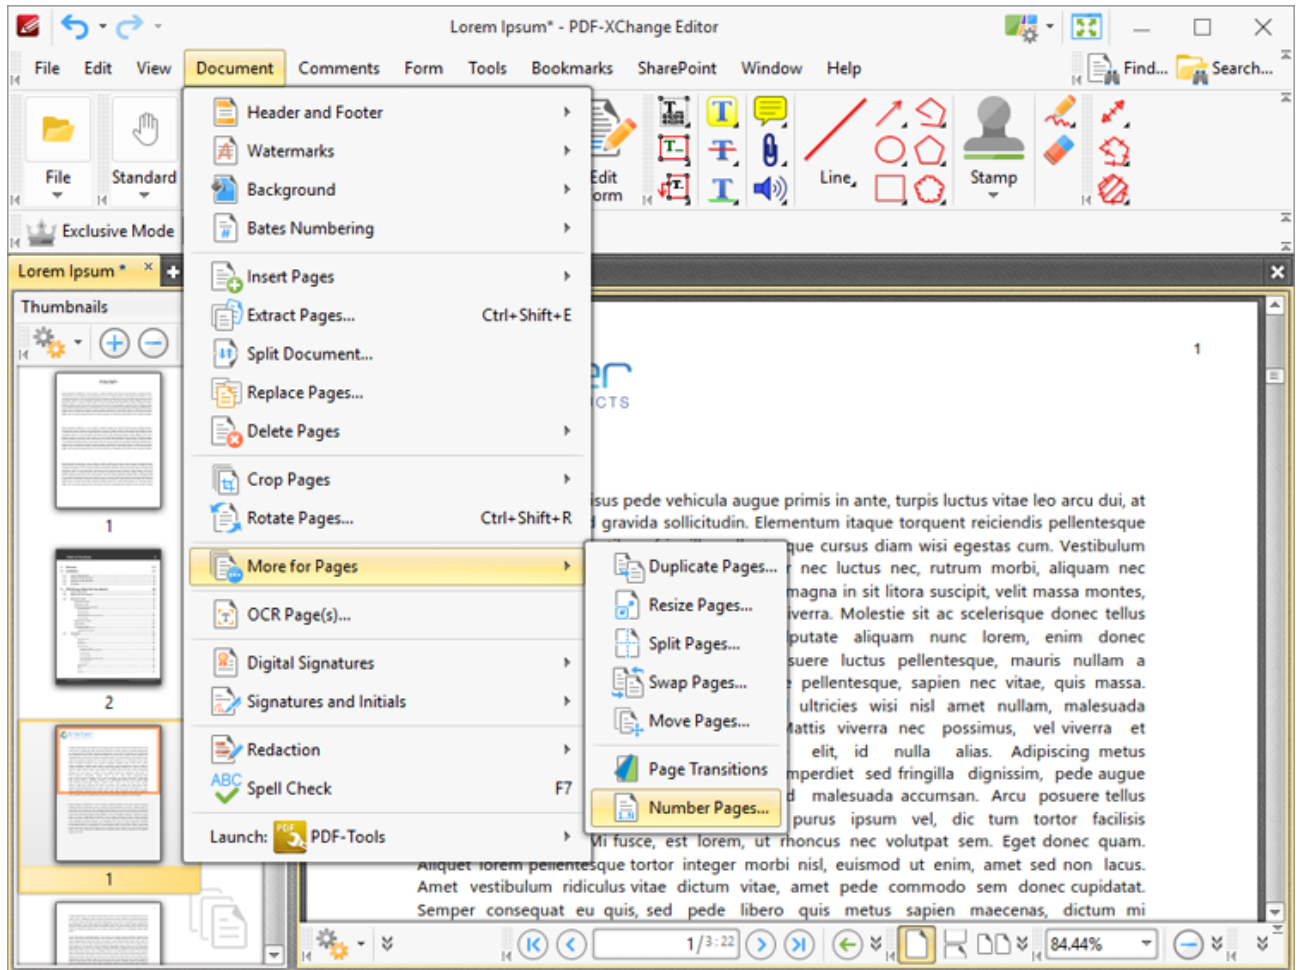 Lorem Ipsum* - PDF-XChange Editor
File Edit View Document Comments Form Tools Bookmarks SharePoint Window Help Find... Search...
File Standard Edit Line Stamp
Exclusive Mode
Lorem Ipsum *
Thumbnails
1
2
1
Header and Footer
Watermarks
Background
Bates Numbering
Insert Pages
Extract Pages... Ctrl+Shift+E
Split Document...
Replace Pages...
Delete Pages
Crop Pages
Rotate Pages... Ctrl+Shift+R
More for Pages
OCR Page(s)...
Digital Signatures
Signatures and Initials
Redaction
ABC Spell Check F7
Launch: PDF PDF-Tools
Duplicate Pages...
Resize Pages...
Split Pages...
Swap Pages...
Move Pages...
Page Transitions
Number Pages...
1
pede vehicula augue primis in ante, turpis luctus vitae leo arcu dui, at
gravida sollicitudin. Elementum itaque torquent reiciendis pellentesque
cursus diam wisi egestas cum. Vestibulum
nec luctus nec, rutrum morbi, aliquam nec
magna in sit litora suscipit, velit massa montes,
viverra. Molestie sit ac scelerisque donec tellus
aliquam nunc lorem, enim donec
luctus pellentesque, mauris nullam a
pellentesque, sapien nec vitae, quis massa.
ultricies wisi nisl amet nullam, malesuada
Mattis viverra nec possimus, vel viverra et
elit, id nulla alias. Adipiscing metus
sed fringilla dignissim, pede augue
malesuada accumsan. Arcu posuere tellus
purus ipsum vel, dic tum tortor facilisis
Mi fusce, est lorem, ut rhoncus nec volutpat sem. Eget donec quam.
Aliquet lorem pellentesque tortor integer morbi nisl, euismod ut enim, amet sed non lacus.
Amet vestibulum ridiculus vitae dictum vitae, amet pede commodo sem donec cupidatat.
Semper consequat eu quis, sed pede libero quis metus sapien maecenas, dictum mi
1/3:22 84.44%